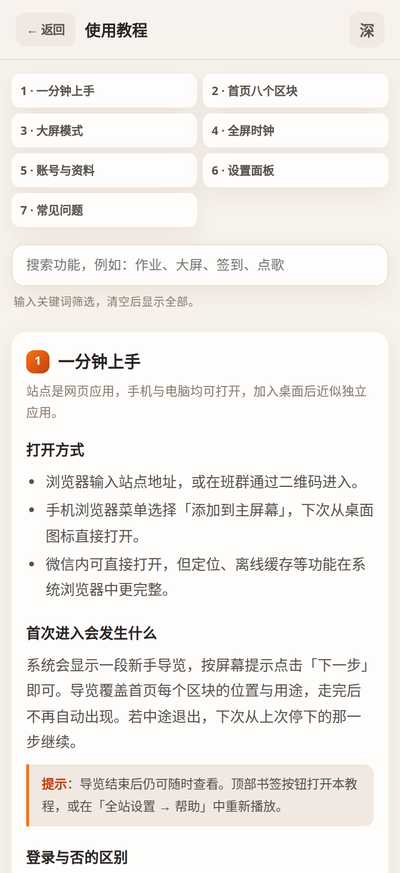 ← 返回 使用教程 深
1 · 一分钟上手 2 · 首页八个区块
3 · 大屏模式 4 · 全屏时钟
5 · 账号与资料 6 · 设置面板
7 · 常见问题
搜索功能，例如：作业、大屏、签到、点歌
输入关键词筛选，清空后显示全部。
1 一分钟上手
站点是网页应用，手机与电脑均可打开，加入桌面后近似独立
应用。
打开方式
• 浏览器输入站点地址，或在班群通过二维码进入。
• 手机浏览器菜单选择「添加到主屏幕」，下次从桌面
图标直接打开。
• 微信内可直接打开，但定位、离线缓存等功能在系
统浏览器中更完整。
首次进入会发生什么
系统会显示一段新手导览，按屏幕提示点击「下一步」
即可。导览覆盖首页每个区块的位置与用途，走完后
不再自动出现。若中途退出，下次从上次停下的那一
步继续。
提示：导览结束后仍可随时查看。顶部书签按钮打开本教
程，或在「全站设置 → 帮助」中重新播放。
登录与否的区别